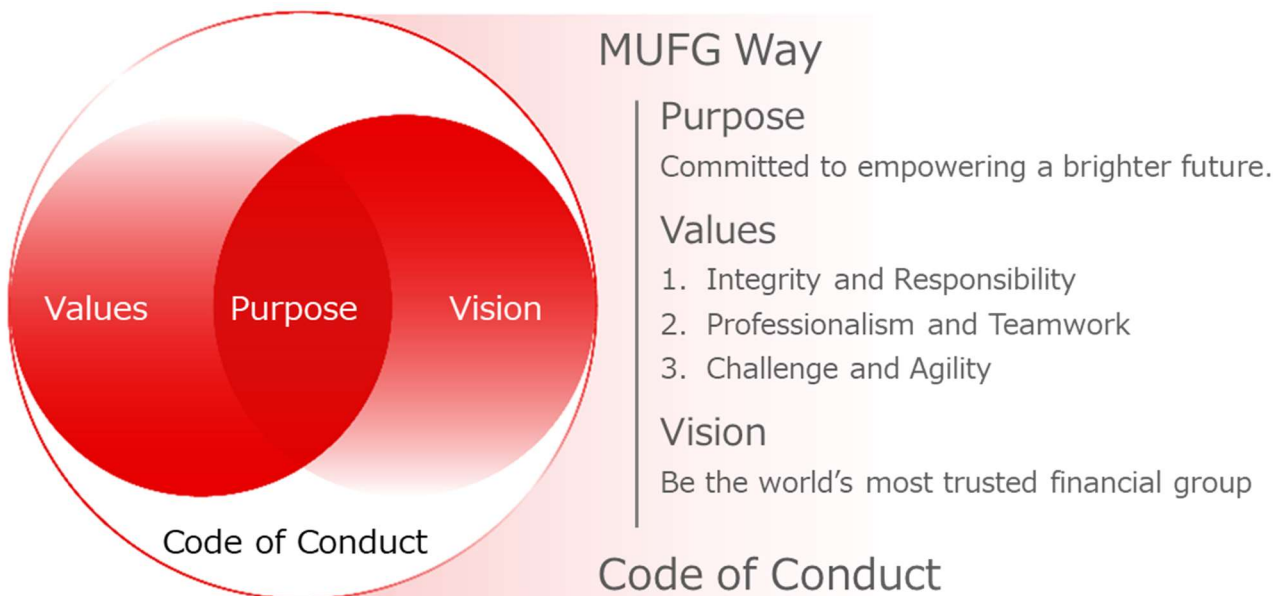 Values
Purpose
Vision
Code of Conduct
MUFG Way
Purpose
Committed to empowering a brighter future.
Values
1. Integrity and Responsibility
2. Professionalism and Teamwork
3. Challenge and Agility
Vision
Be the world's most trusted financial group
Code of Conduct